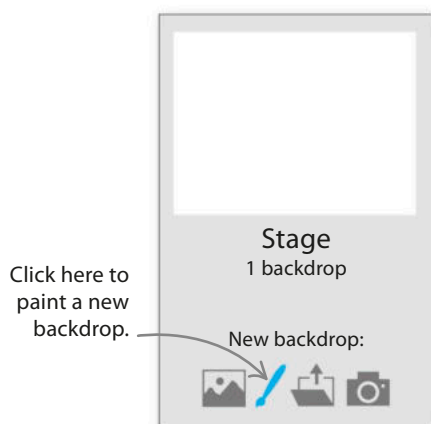 Stage
1 backdrop
Click here to
paint a new
backdrop.
New backdrop: